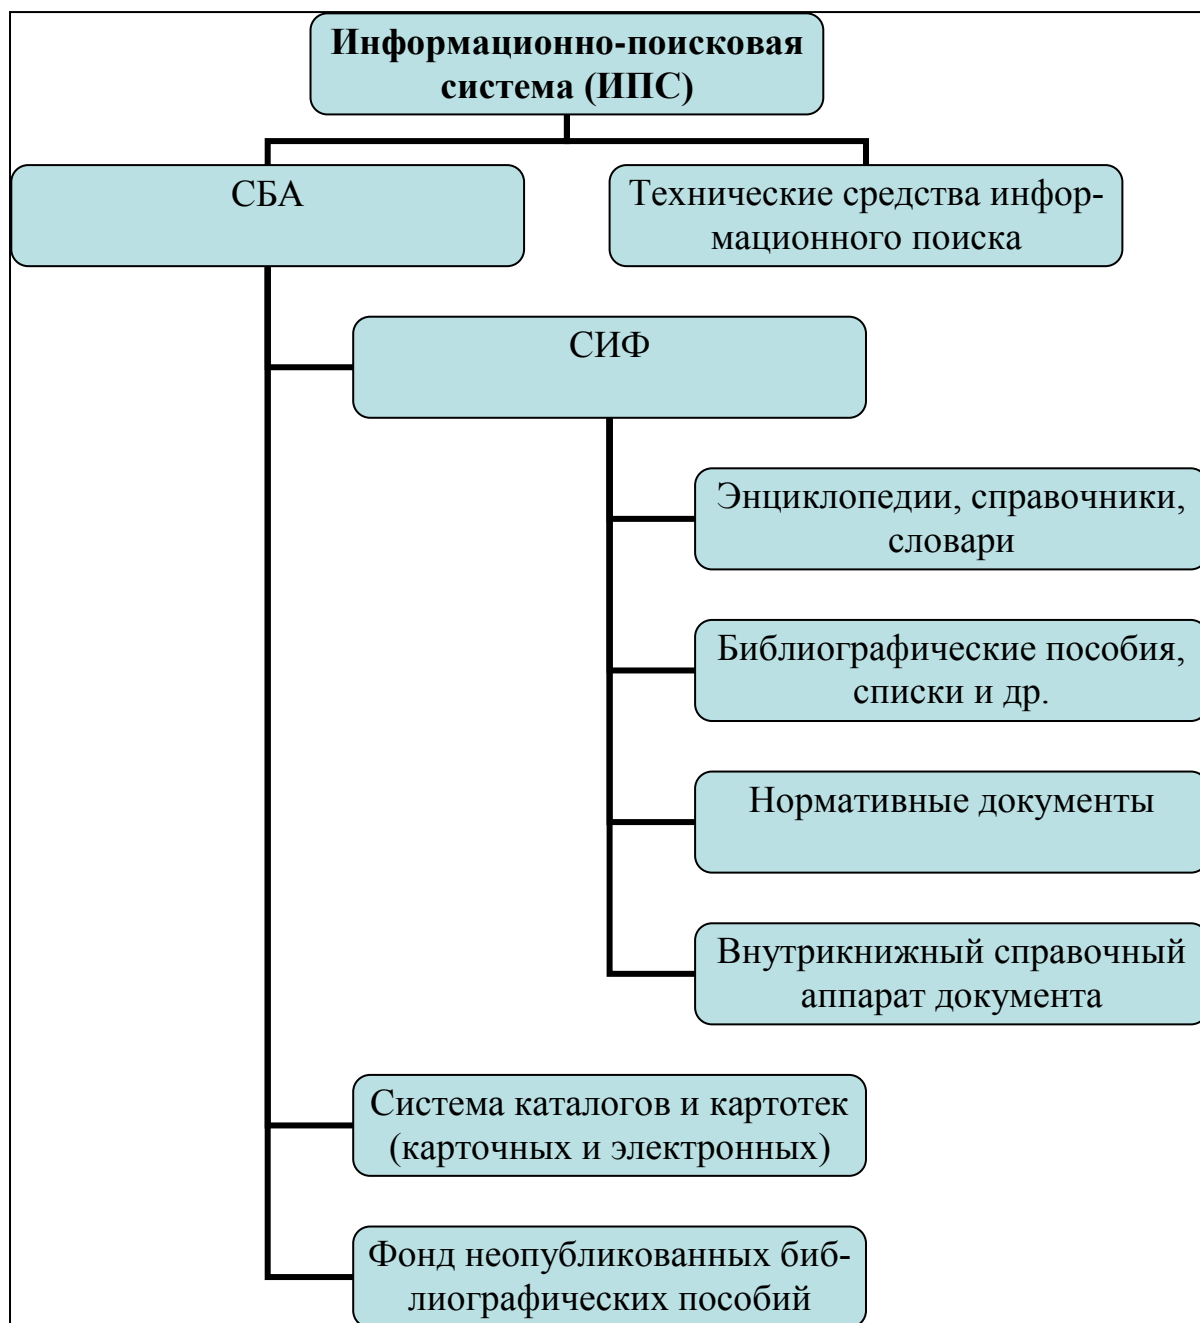 Информационно-поисковая
система (ИПС)
СБА
Технические средства инфор-
мационного поиска
СИФ
Энциклопедии, справочники,
словари
Библиографические пособия,
списки и др.
Нормативные документы
Внутрикнижный справочный
аппарат документа
Система каталогов и картотек
(карточных и электронных)
Фонд неопубликованных биб-
лиографических пособий